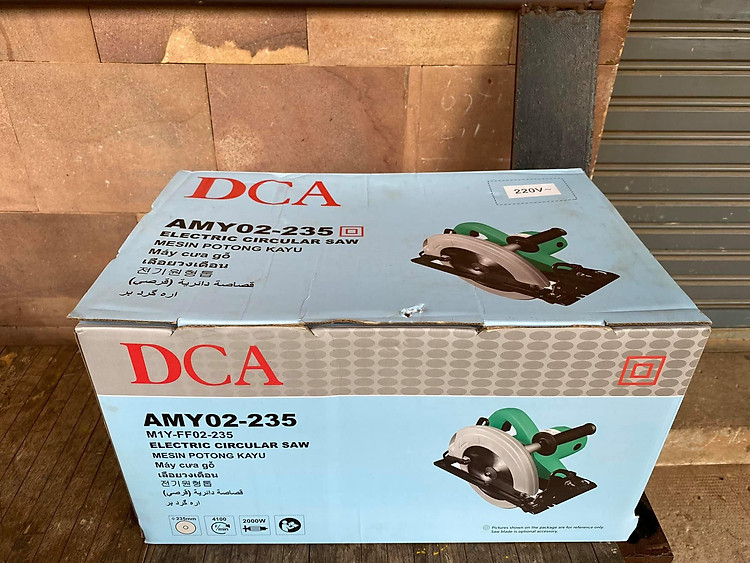 DCA
220V~
AMY02-235
ELECTRIC CIRCULAR SAW
MESIN POTONG KAYU
Máy cưa gỗ
เลื่อยวงเดือน
전기원형톱
قصاصة دائرية (قرصي)
اره گرد بر
DCA
AMY02-235
M1Y-FF02-235
ELECTRIC CIRCULAR SAW
MESIN POTONG KAYU
Máy cưa gỗ
เลื่อยวงเดือน
전기원형톱
قصاصة دائرية (قرصي)
اره گرد بر
235mm
4100
/min
2000W
Pictures shown on the package are for reference only.
Saw blade is optional accessory.